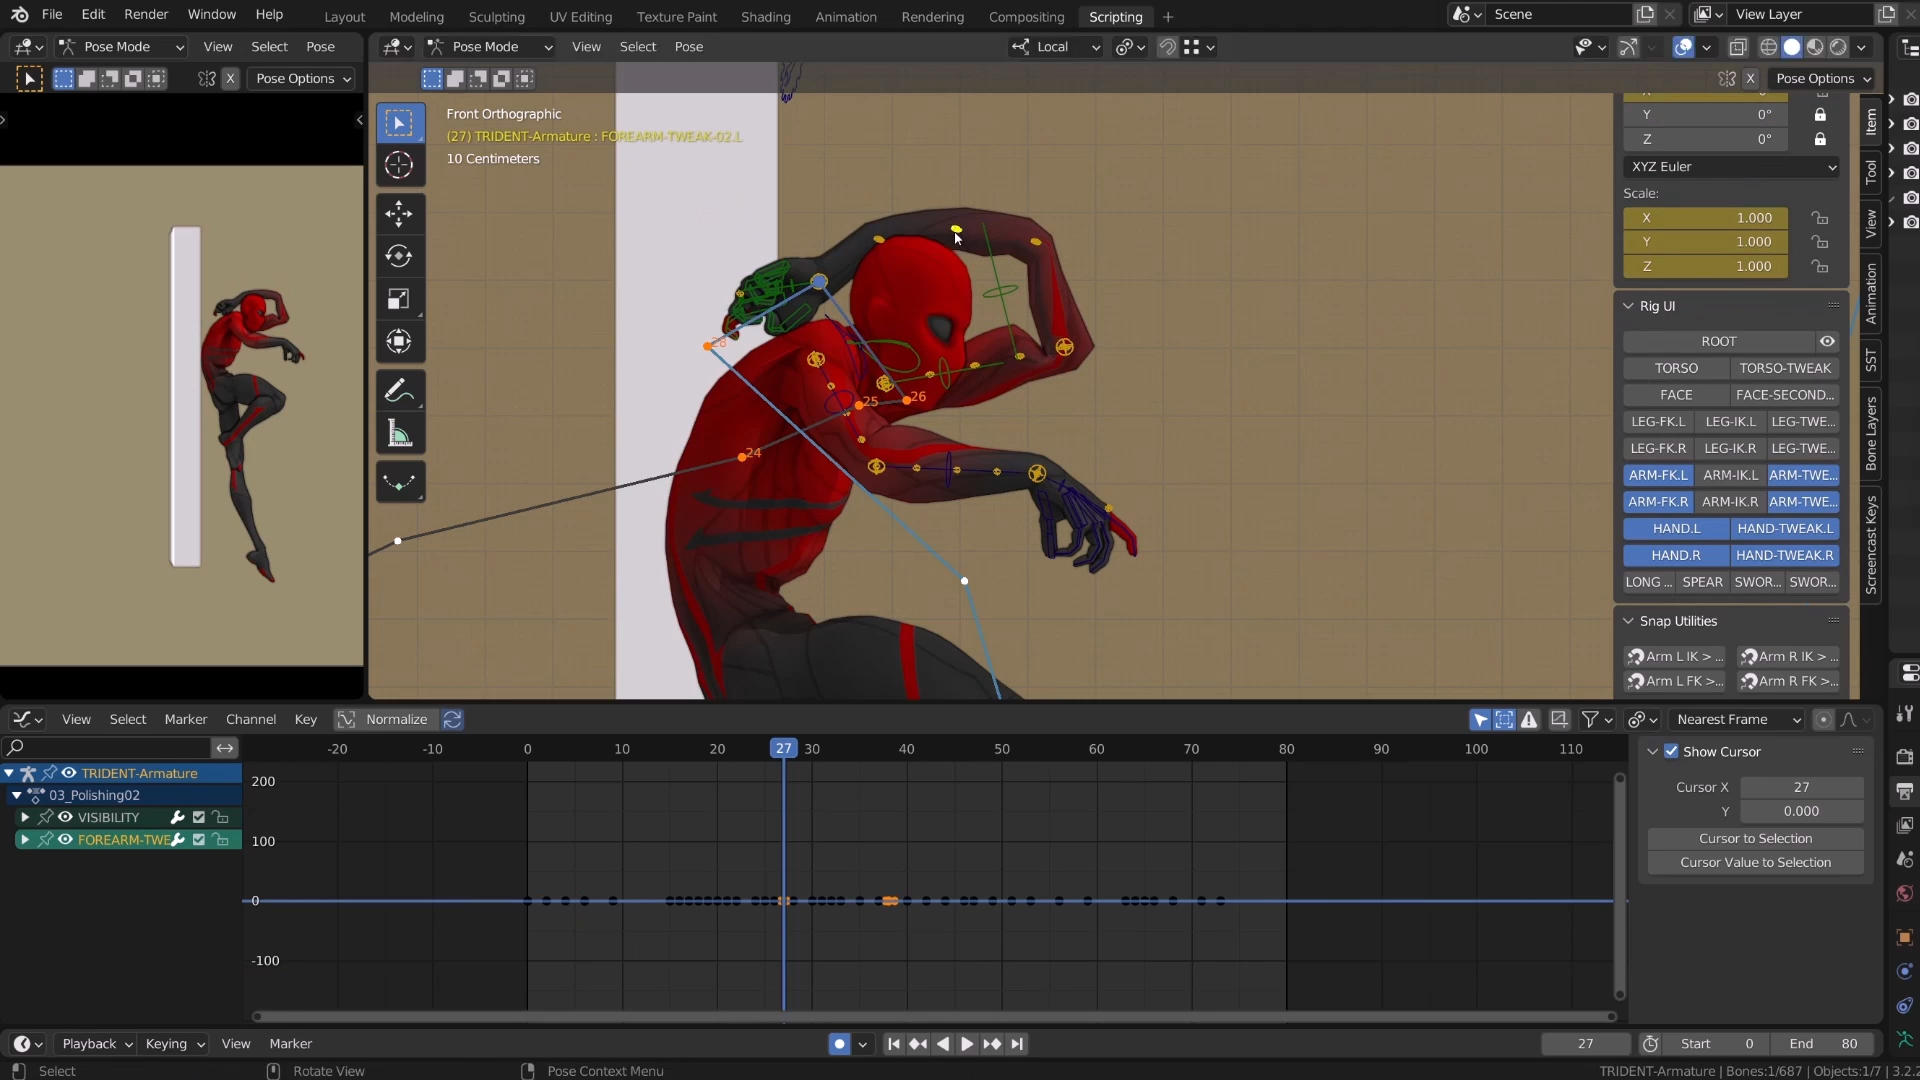 File Edit Render Window Help Layout Modeling Sculpting UV Editing Texture Paint Shading Animation Rendering Compositing Scripting + Scene View Layer
Pose Mode View Select Pose
Pose Mode View Select Pose Local
X Pose Options
X Pose Options
Front Orthographic
(27) TRIDENT-Armature : FOREARM-TWEAK-02.L
10 Centimeters
28
25
26
24
Y 0°
Z 0°
XYZ Euler
Scale:
X 1.000
Y 1.000
Z 1.000
Rig UI
ROOT
TORSO TORSO-TWEAK
FACE FACE-SECOND...
LEG-FK.L LEG-IK.L LEG-TWE...
LEG-FK.R LEG-IK.R LEG-TWE...
ARM-FK.L ARM-IK.L ARM-TWE...
ARM-FK.R ARM-IK.R ARM-TWE...
HAND.L HAND-TWEAK.L
HAND.R HAND-TWEAK.R
LONG ... SPEAR SWOR... SWOR...
Snap Utilities
Arm L IK > ... Arm R IK > ...
Arm L FK >... Arm R FK >...
Item
Tool
View
Animation
SST
Bone Layers
Screencast Keys
View Select Marker Channel Key Normalize Nearest Frame
-20 -10 0 10 20 27 30 40 50 60 70 80 90 100 110
TRIDENT-Armature
03_Polishing02
VISIBILITY
FOREARM-TWE
200
100
0
-100
Show Cursor
Cursor X 27
Y 0.000
Cursor to Selection
Cursor Value to Selection
Playback Keying View Marker 27 Start 0 End 80
Select Rotate View Pose Context Menu TRIDENT-Armature | Bones:1/687 | Objects:1/7 | 3.2.